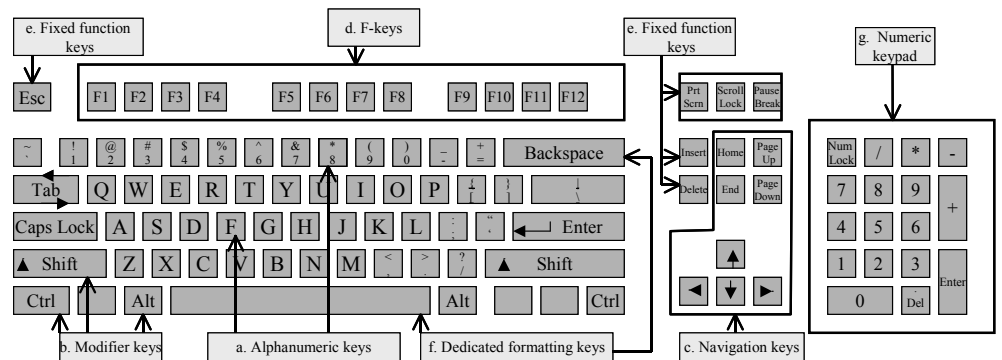 e. Fixed function
keys
d. F-keys
e. Fixed function
keys
g. Numeric
keypad
Esc
F1 F2 F3 F4 F5 F6 F7 F8 F9 F10 F11 F12
Prt
Scrn
Scroll
Lock
Pause
Break
~
`
!
1
@
2
#
3
$
4
%
5
^
6
&
7
*
8
(
9
)
0
_
-
+
=
Backspace
Insert
Home
Page
Up
Num
Lock
/ * -
Tab Q W E R T Y U I O P
{
[
}
]
|
\
Delete
End
Page
Down
7 8 9 +
Caps Lock A S D F G H J K L
:
;
“
‘
Enter
4 5 6
Shift Z X C V B N M
<
,
>
.
?
/
Shift
1 2 3
Enter
Ctrl Alt Alt Ctrl
0
.
Del
b. Modifier keys
a. Alphanumeric keys
f. Dedicated formatting keys
c. Navigation keys